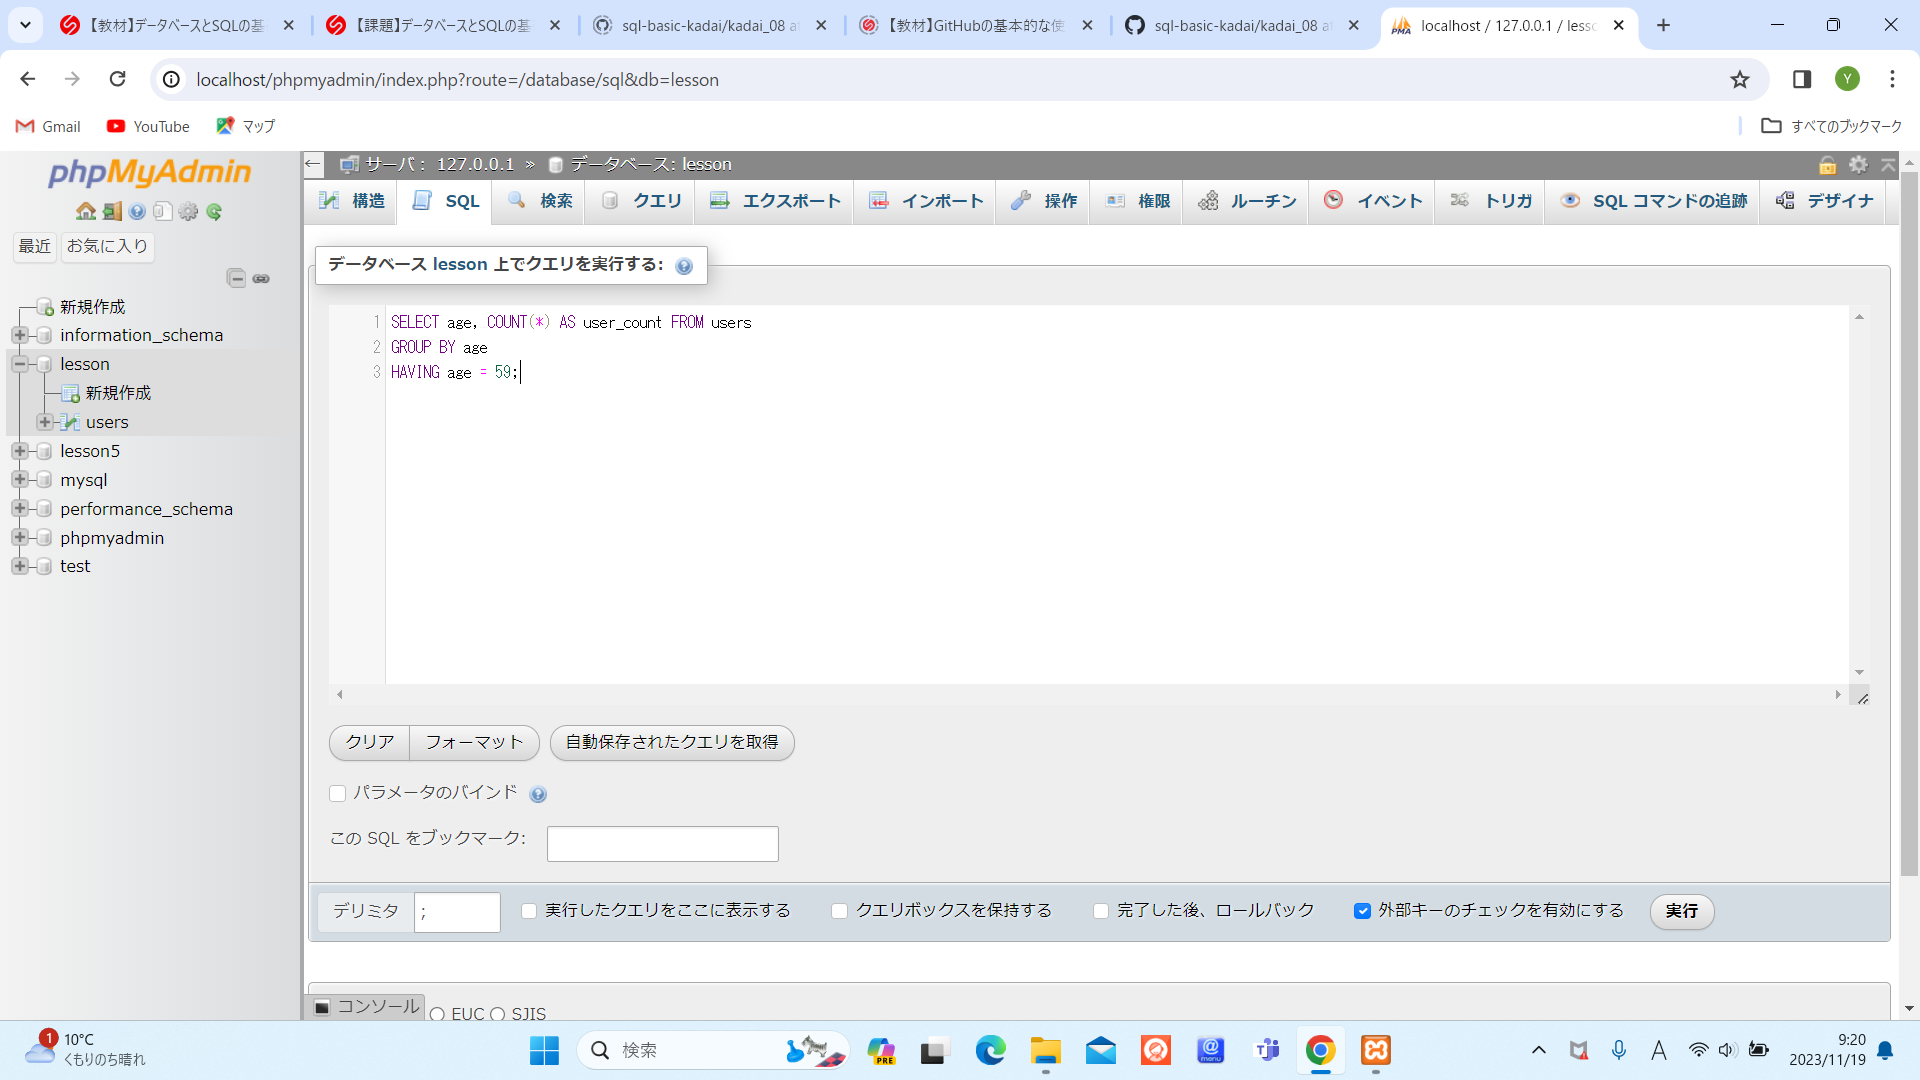 【教材】データベースとSQLの基
【課題】データベースとSQLの基
sql-basic-kadai/kadai_08 a
【教材】GitHubの基本的な使
sql-basic-kadai/kadai_08 a
localhost / 127.0.0.1 / less
localhost/phpmyadmin/index.php?route=/database/sql&db=lesson
Y
Gmail
YouTube
マップ
すべてのブックマーク
phpMyAdmin
最近
お気に入り
新規作成
information_schema
lesson
新規作成
users
lesson5
mysql
performance_schema
phpmyadmin
test
サーバ: 127.0.0.1 » データベース: lesson
構造
SQL
検索
クエリ
エクスポート
インポート
操作
権限
ルーチン
イベント
トリガ
SQL コマンドの追跡
デザイナ
データベース lesson 上でクエリを実行する:
1 SELECT age, COUNT(*) AS user_count FROM users
2 GROUP BY age
3 HAVING age = 59;
クリア
フォーマット
自動保存されたクエリを取得
パラメータのバインド
この SQL をブックマーク:
デリミタ
;
実行したクエリをここに表示する
クエリボックスを保持する
完了した後、ロールバック
外部キーのチェックを有効にする
実行
コンソール
EUC
SJIS
1
10°C
くもりのち晴れ
検索
PRE
@
menu
A
9:20
2023/11/19